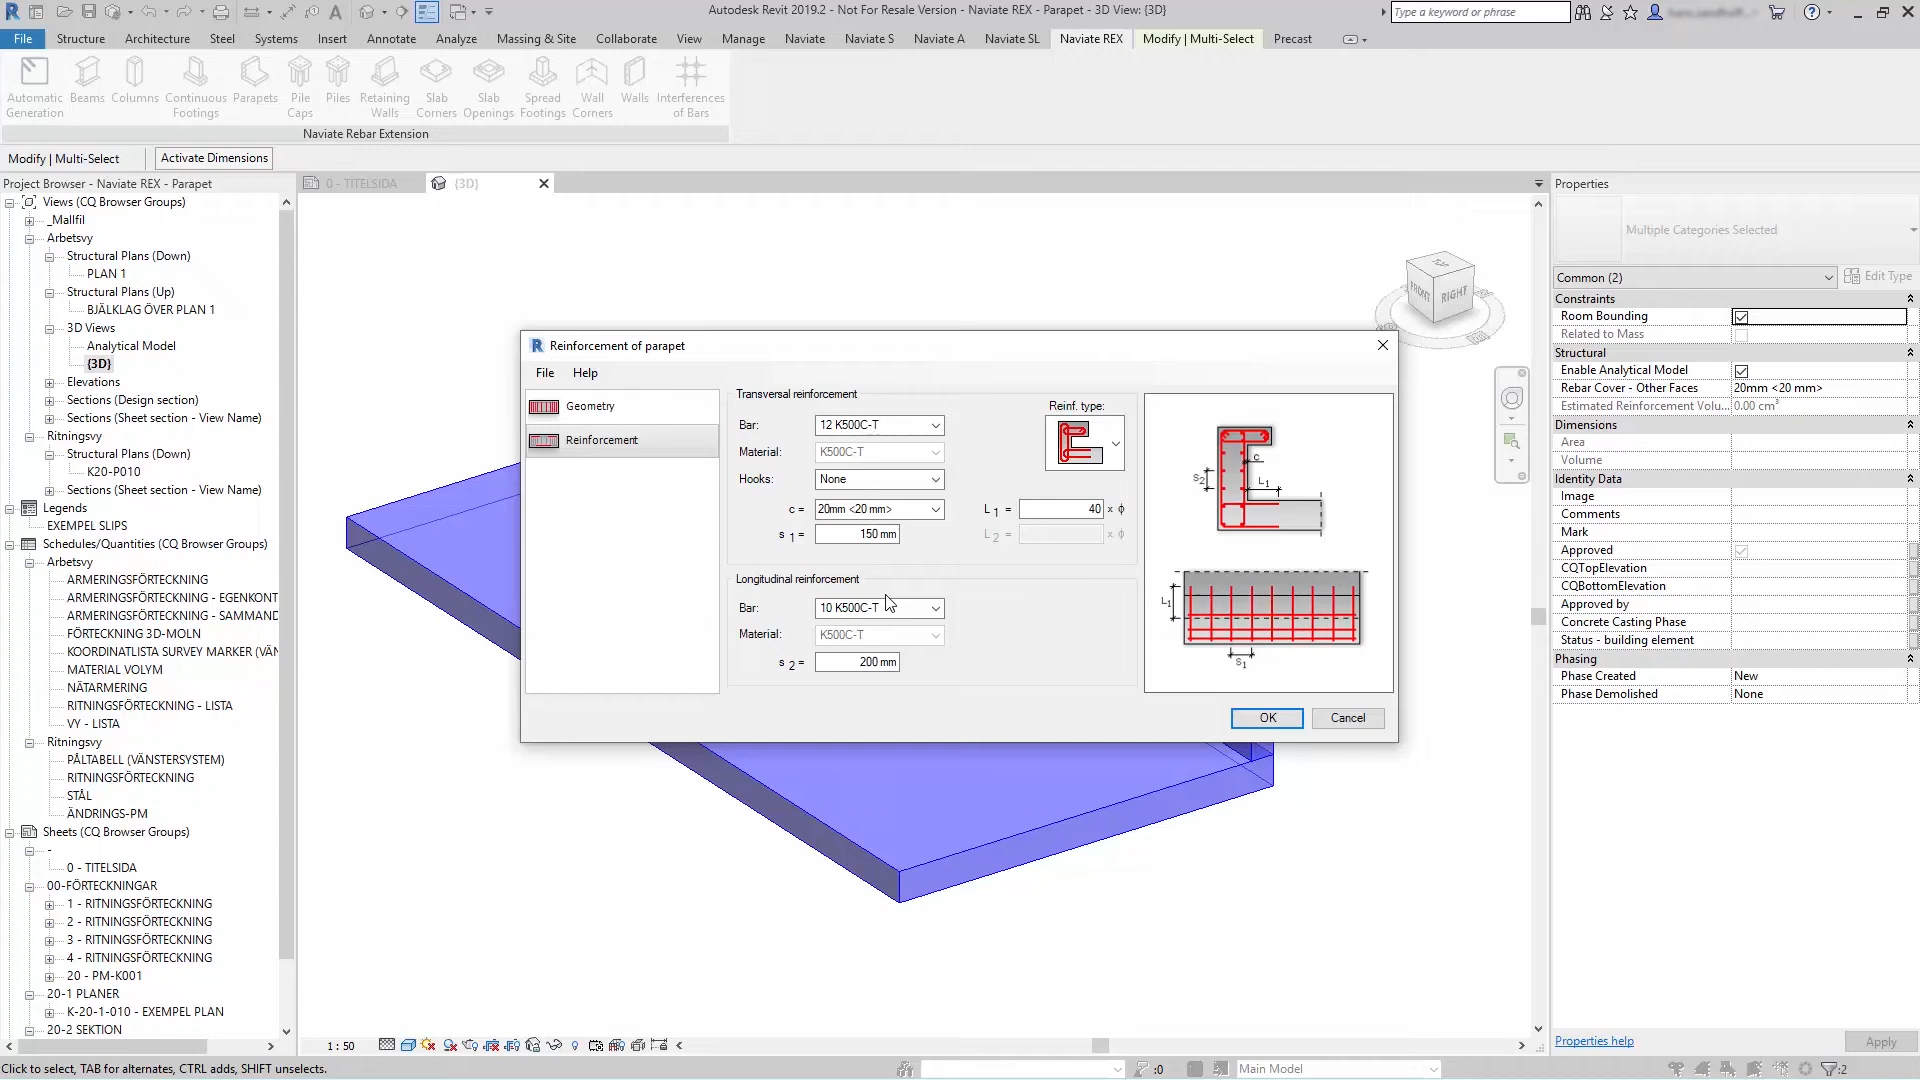 Autodesk Revit 2019.2 - Not For Resale Version - Naviate REX - Parapet - 3D View: {3D}
Type a keyword or phrase
File Structure Architecture Steel Systems Insert Annotate Analyze Massing & Site Collaborate View Manage Naviate Naviate S Naviate A Naviate SL Naviate REX Modify | Multi-Select Precast
Automatic Generation
Beams
Columns
Continuous Footings
Parapets
Pile Caps
Piles
Retaining Walls
Slab Corners
Slab Openings
Spread Footings
Wall Corners
Walls
Interferences of Bars
Naviate Rebar Extension
Modify | Multi-Select
Activate Dimensions
Project Browser - Naviate REX - Parapet
Views (CQ Browser Groups)
_Mallfil
Arbetsvy
Structural Plans (Down)
PLAN 1
Structural Plans (Up)
BJÄLKLAG ÖVER PLAN 1
3D Views
Analytical Model
{3D}
Elevations
Sections (Design section)
Sections (Sheet section - View Name)
Ritningsvy
Structural Plans (Down)
K20-P010
Sections (Sheet section - View Name)
Legends
EXEMPEL SLIPS
Schedules/Quantities (CQ Browser Groups)
Arbetsvy
ARMERINGSFÖRTECKNING
ARMERINGSFÖRTECKNING - EGENKONT
ARMERINGSFÖRTECKNING - SAMMAND
FÖRTECKNING 3D-MOLN
KOORDINATLISTA SURVEY MARKER (VÄN
MATERIAL VOLYM
NÄTARMERING
RITNINGSFÖRTECKNING - LISTA
VY - LISTA
Ritningsvy
PÅLTABELL (VÄNSTERSYSTEM)
RITNINGSFÖRTECKNING
STÅL
ÄNDRINGS-PM
Sheets (CQ Browser Groups)
-
0 - TITELSIDA
00-FÖRTECKNINGAR
1 - RITNINGSFÖRTECKNING
2 - RITNINGSFÖRTECKNING
3 - RITNINGSFÖRTECKNING
4 - RITNINGSFÖRTECKNING
20 - PM-K001
20-1 PLANER
K-20-1-010 - EXEMPEL PLAN
20-2 SEKTION
0 - TITELSIDA
{3D}
TOP
FRONT
RIGHT
Reinforcement of parapet
File Help
Geometry
Reinforcement
Transversal reinforcement
Bar: 12 K500C-T
Material: K500C-T
Hooks: None
c = 20mm <20 mm>
s 1 = 150 mm
Reinf. type:
L 1 = 40 x ϕ
L 2 = x ϕ
Longitudinal reinforcement
Bar: 10 K500C-T
Material: K500C-T
s 2 = 200 mm
c
S2
L1
L1
S1
OK
Cancel
Properties
Multiple Categories Selected
Common (2)
Edit Type
Constraints
Room Bounding
Related to Mass
Structural
Enable Analytical Model
Rebar Cover - Other Faces 20mm <20 mm>
Estimated Reinforcement Volu... 0.00 cm³
Dimensions
Area
Volume
Identity Data
Image
Comments
Mark
Approved
CQTopElevation
CQBottomElevation
Approved by
Concrete Casting Phase
Status - building element
Phasing
Phase Created New
Phase Demolished None
Properties help
Apply
1 : 50
Click to select, TAB for alternates, CTRL adds, SHIFT unselects.
:0
Main Model
:2